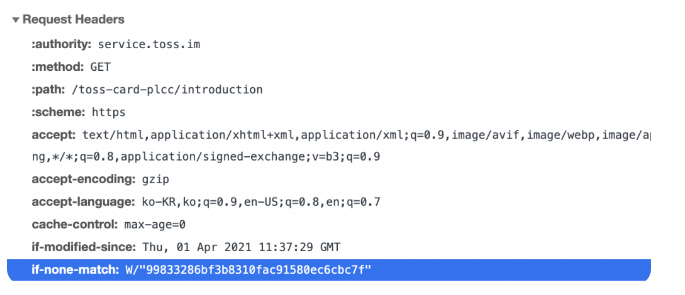 Request Headers
:authority: service.toss.im
:method: GET
:path: /toss-card-plcc/introduction
:scheme: https
accept: text/html,application/xhtml+xml,application/xml;q=0.9,image/avif,image/webp,image/ap
ng,*/*;q=0.8,application/signed-exchange;v=b3;q=0.9
accept-encoding: gzip
accept-language: ko-KR,ko;q=0.9,en-US;q=0.8,en;q=0.7
cache-control: max-age=0
if-modified-since: Thu, 01 Apr 2021 11:37:29 GMT
if-none-match: W/"99833286bf3b8310fac91580ec6cbc7f"